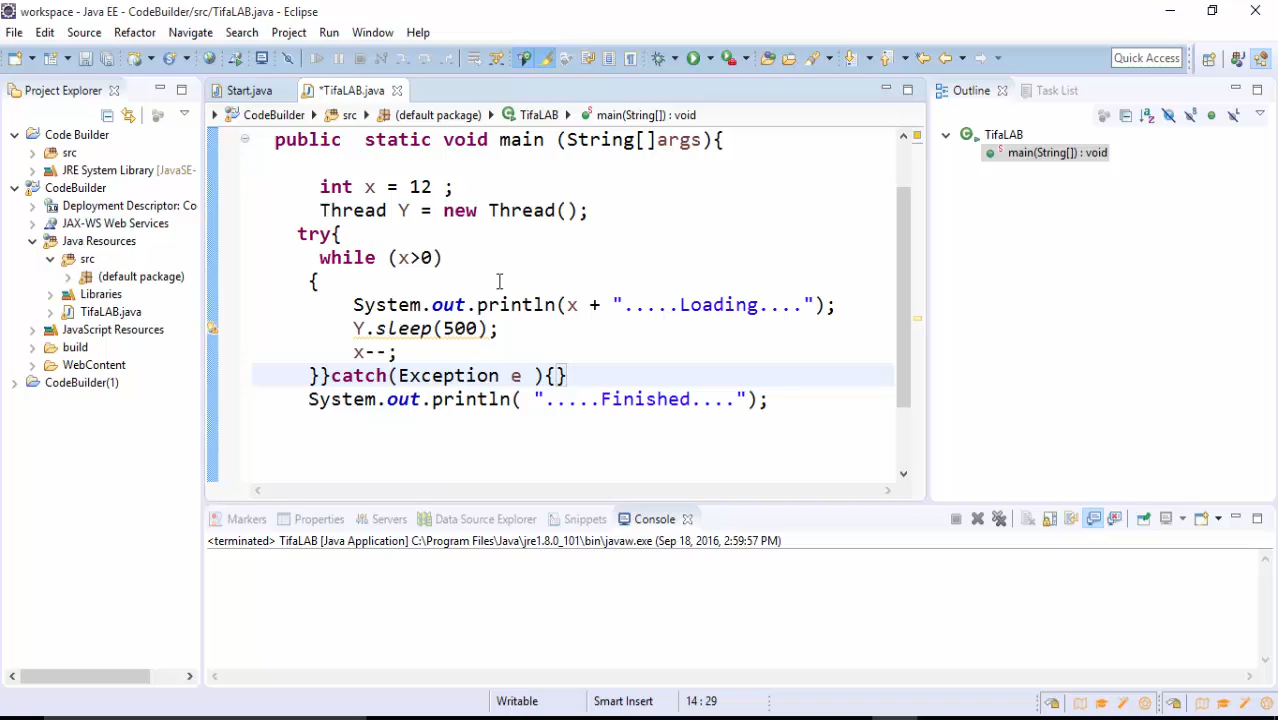 workspace - Java EE - CodeBuilder/src/TifaLAB.java - Eclipse
File Edit Source Refactor Navigate Search Project Run Window Help
Quick Access
Project Explorer
Code Builder
src
JRE System Library [JavaSE-
CodeBuilder
Deployment Descriptor: Co
JAX-WS Web Services
Java Resources
src
(default package)
Libraries
TifaLAB.java
JavaScript Resources
build
WebContent
CodeBuilder(1)
Start.java *TifaLAB.java
CodeBuilder src (default package) TifaLAB main(String[]) : void
public  static void main (String[]args){
int x = 12 ;
Thread Y = new Thread();
try{
while (x>0)
{
System.out.println(x + ".....Loading....");
Y.sleep(500);
x--;
}}catch(Exception e ){}
System.out.println( ".....Finished....");
Outline Task List
TifaLAB
main(String[]) : void
Markers Properties Servers Data Source Explorer Snippets Console
<terminated> TifaLAB [Java Application] C:\Program Files\Java\jre1.8.0_101\bin\javaw.exe (Sep 18, 2016, 2:59:57 PM)
Writable Smart Insert 14 : 29